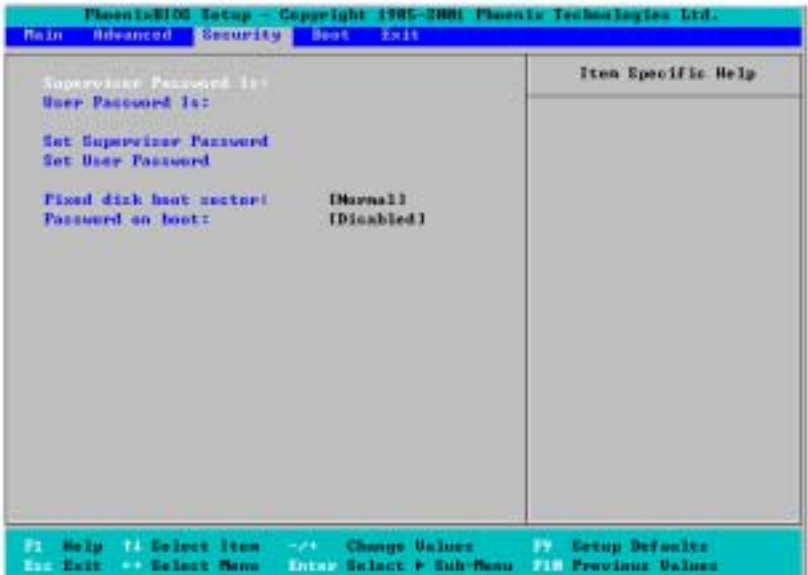 PhoenixBIOS Setup - Copyright 1985-2001 Phoenix Technologies Ltd.
Main Advanced Security Boot Exit
Item Specific Help
Supervisor Password Is:
User Password Is:
Set Supervisor Password
Set User Password
Fixed disk boot sector: [Normal]
Password on boot: [Disabled]
F1 Help ↑↓ Select Item -/+ Change Values F9 Setup Defaults
Esc Exit ↔ Select Menu Enter Select ▶ Sub-Menu F10 Previous Values